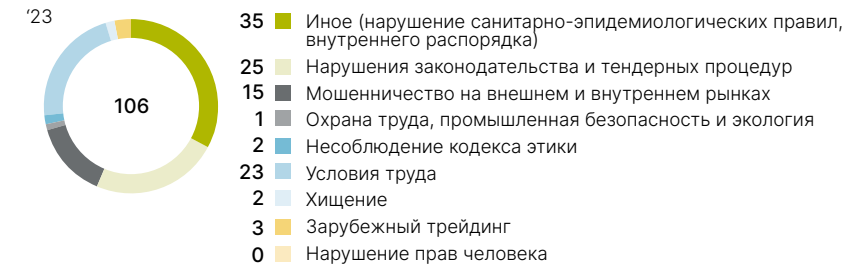 ‘23
106
35 Иное (нарушение санитарно-эпидемиологических правил,
внутреннего распорядка)
25 Нарушения законодательства и тендерных процедур
15 Мошенничество на внешнем и внутреннем рынках
1 Охрана труда, промышленная безопасность и экология
2 Несоблюдение кодекса этики
23 Условия труда
2 Хищение
3 Зарубежный трейдинг
0 Нарушение прав человека